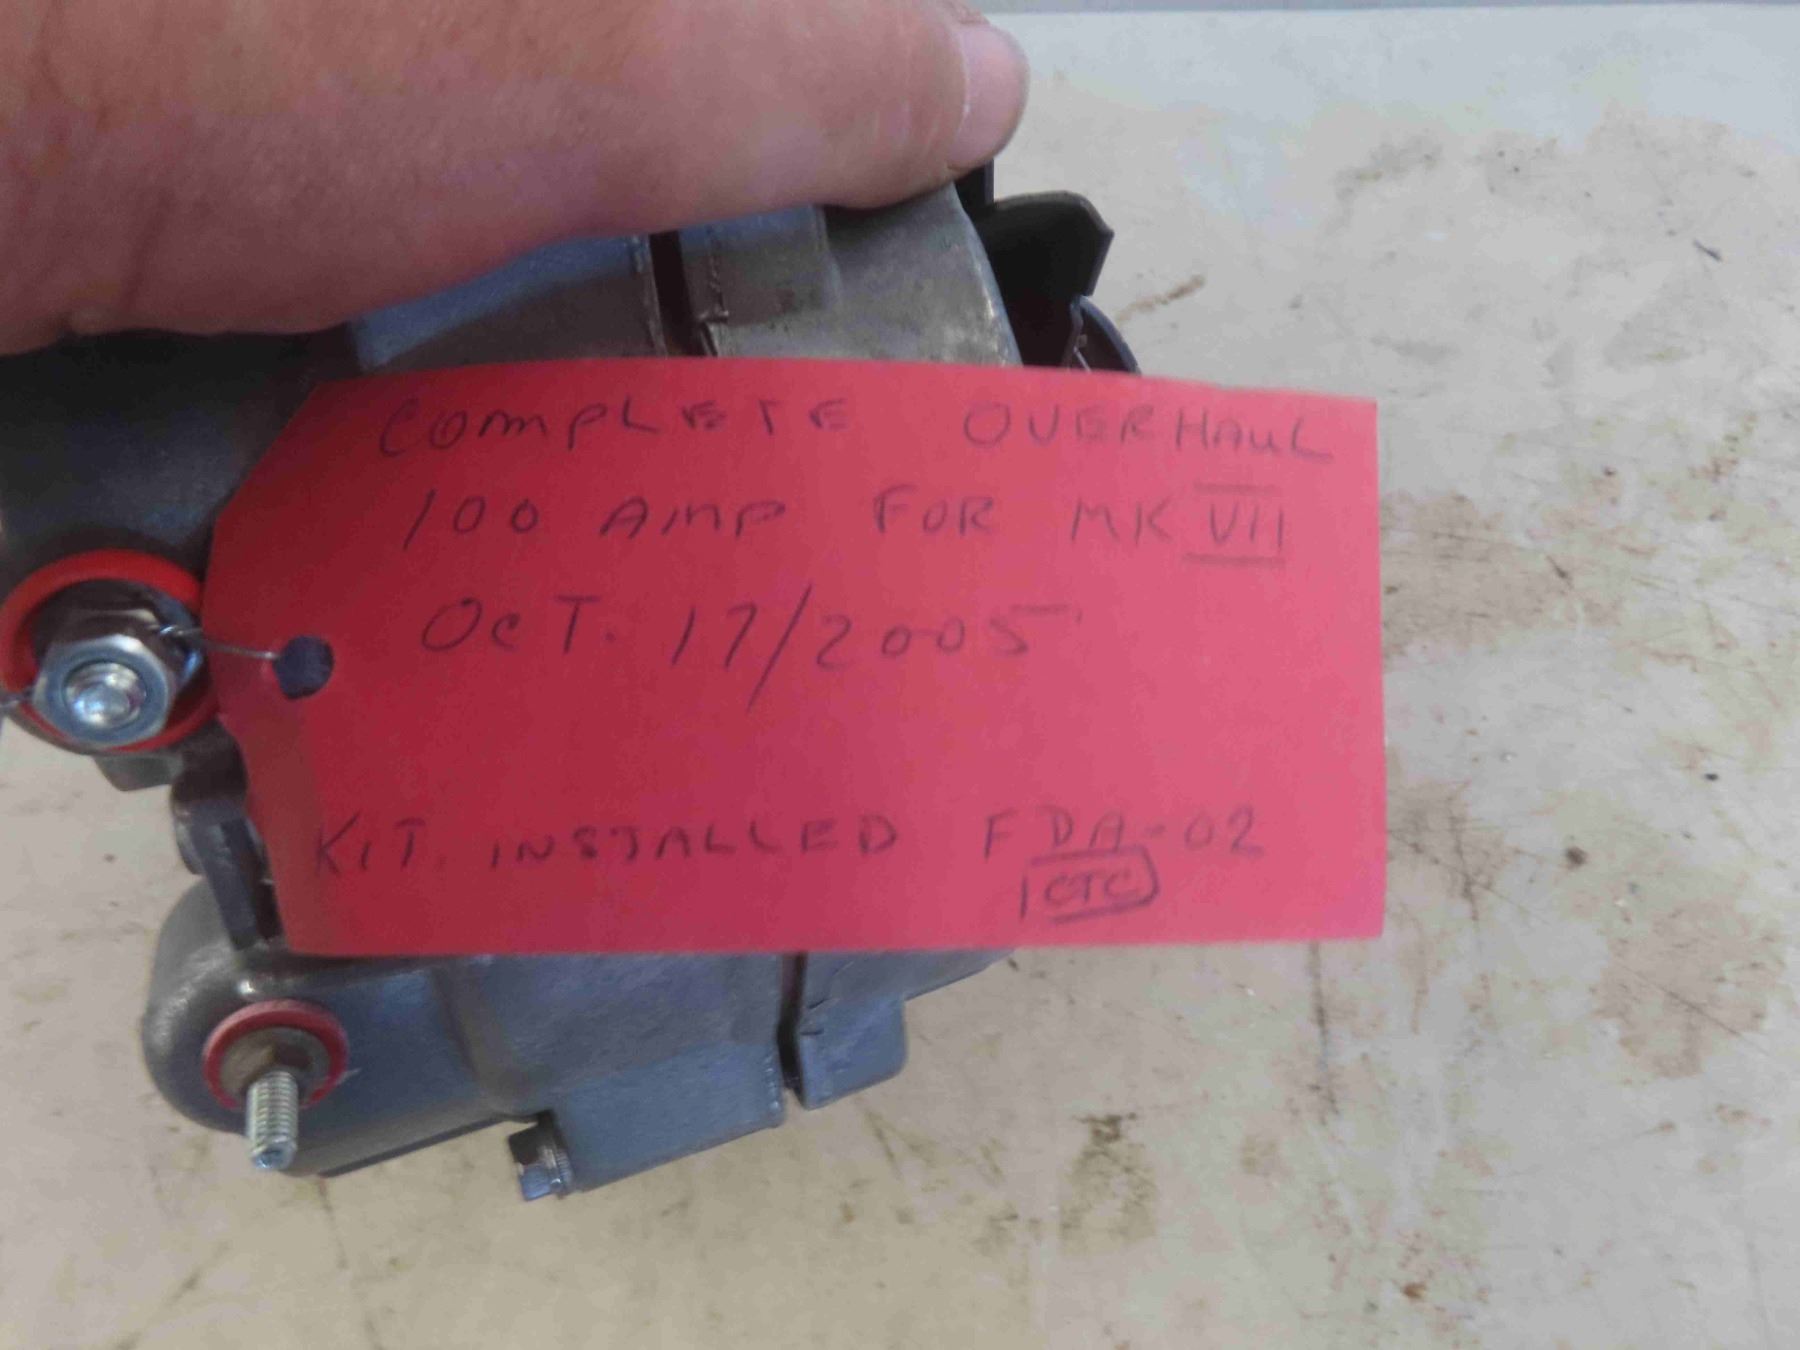 COMPLETE OVERHAUL
100 AMP FOR MK VII
OCT. 17/2005
KIT INSTALLED FDA-02
CTC